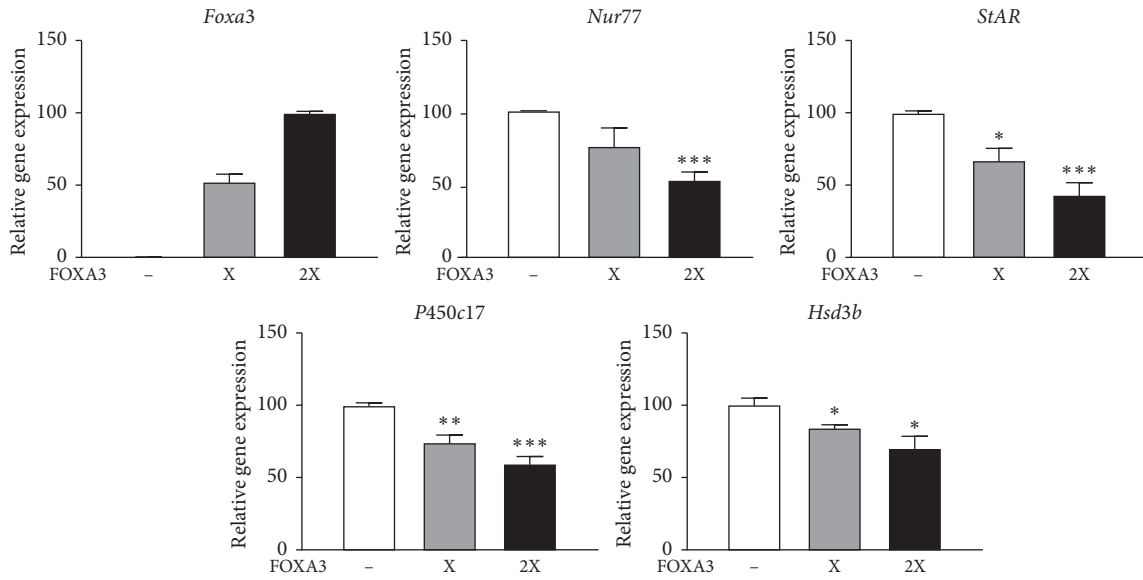 Foxa3
Relative gene expression
150
100
50
0
FOXA3 – X 2X
Nur77
Relative gene expression
150
100
50
0
***
FOXA3 – X 2X
StAR
Relative gene expression
150
100
50
0
*
***
FOXA3 – X 2X
P450c17
Relative gene expression
150
100
50
0
**
***
FOXA3 – X 2X
Hsd3b
Relative gene expression
150
100
50
0
*
*
FOXA3 – X 2X